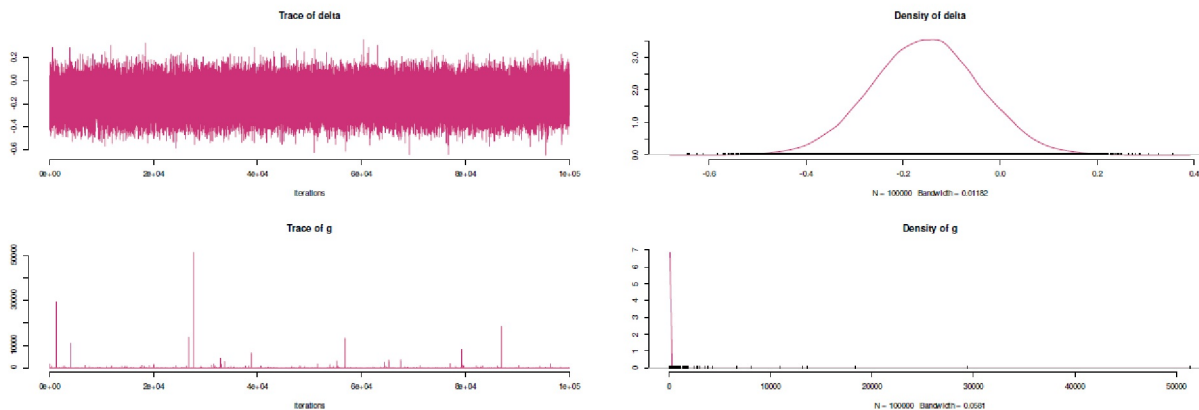 Trace of delta
0.2
0.0
-0.2
-0.4
-0.6
0e+00 2e+04 4e+04 6e+04 8e+04 1e+05
Iterations
Density of delta
3.0
2.0
1.0
0.0
-0.6 -0.4 -0.2 0.0 0.2 0.4
N = 100000 Bandwidth = 0.01182
Trace of g
50000
30000
10000
0
0e+00 2e+04 4e+04 6e+04 8e+04 1e+05
Iterations
Density of g
7
6
5
4
3
2
1
0
0 10000 20000 30000 40000 50000
N = 100000 Bandwidth = 0.0581